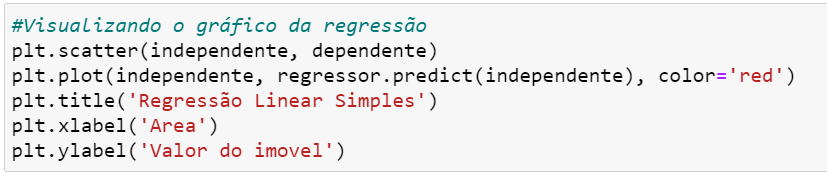 #Visualizando o gráfico da regressão
plt.scatter(independente, dependente)
plt.plot(independente, regressor.predict(independente), color='red')
plt.title('Regressão Linear Simples')
plt.xlabel('Area')
plt.ylabel('Valor do imovel')